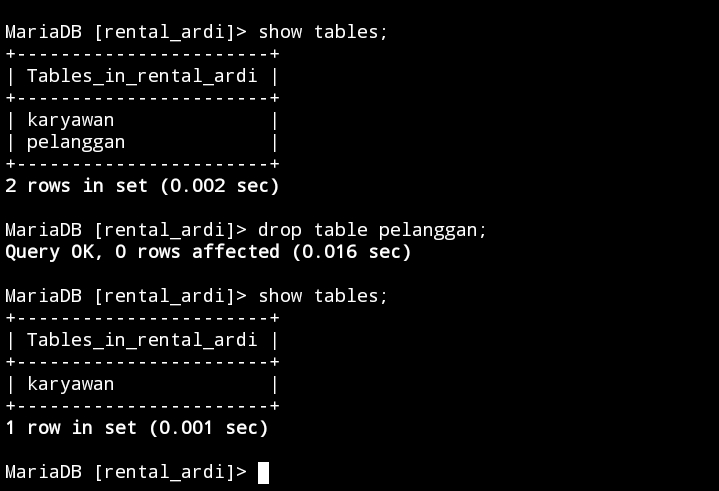 MariaDB [rental_ardi]> show tables;
+-----------------------+
| Tables_in_rental_ardi |
+-----------------------+
| karyawan              |
| pelanggan             |
+-----------------------+
2 rows in set (0.002 sec)
MariaDB [rental_ardi]> drop table pelanggan;
Query OK, 0 rows affected (0.016 sec)
MariaDB [rental_ardi]> show tables;
+-----------------------+
| Tables_in_rental_ardi |
+-----------------------+
| karyawan              |
+-----------------------+
1 row in set (0.001 sec)
MariaDB [rental_ardi]>